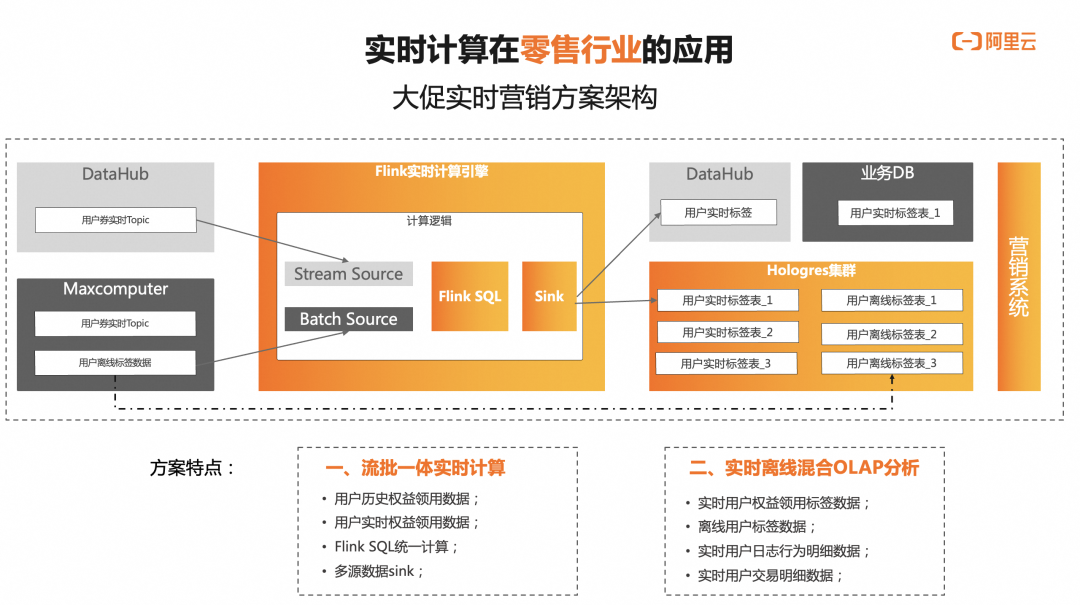 实时计算在零售行业的应用
阿里云
大促实时营销方案架构
DataHub
用户券实时Topic
Maxcomputer
用户券实时Topic
用户离线标签数据
Flink实时计算引擎
计算逻辑
Stream Source
Batch Source
Flink SQL
Sink
DataHub
用户实时标签
业务DB
用户实时标签表_1
Hologres集群
用户实时标签表_1
用户离线标签表_1
用户实时标签表_2
用户离线标签表_2
用户实时标签表_3
用户离线标签表_3
营销系统
方案特点：
一、流批一体实时计算
• 用户历史权益领用数据；
• 用户实时权益领用数据；
• Flink SQL统一计算；
• 多源数据sink；
二、实时离线混合OLAP分析
• 实时用户权益领用标签数据；
• 离线用户标签数据；
• 实时用户日志行为明细数据；
• 实时用户交易明细数据；